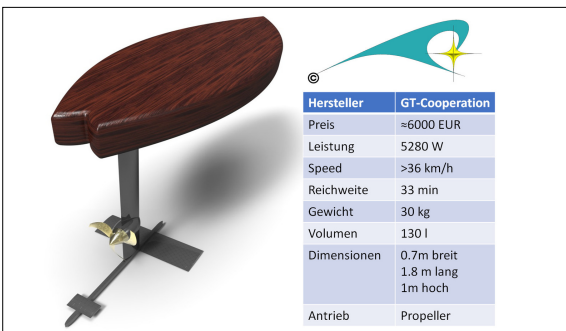 ©
Hersteller GT-Cooperation
Preis ≈6000 EUR
Leistung 5280 W
Speed >36 km/h
Reichweite 33 min
Gewicht 30 kg
Volumen 130 l
Dimensionen 0.7m breit
1.8 m lang
1m hoch
Antrieb Propeller